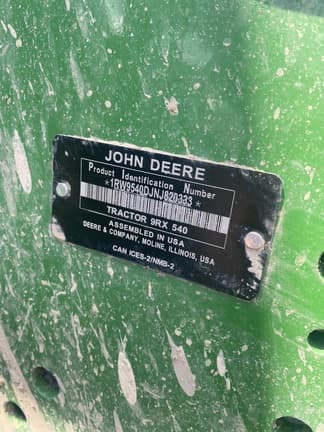 JOHN DEERE
Product Identification Number
*1RW9540DJNJ820333*
TRACTOR 9RX 540
ASSEMBLED IN USA
DEERE & COMPANY, MOLINE, ILLINOIS, USA
CAN ICES-2/NMB-2